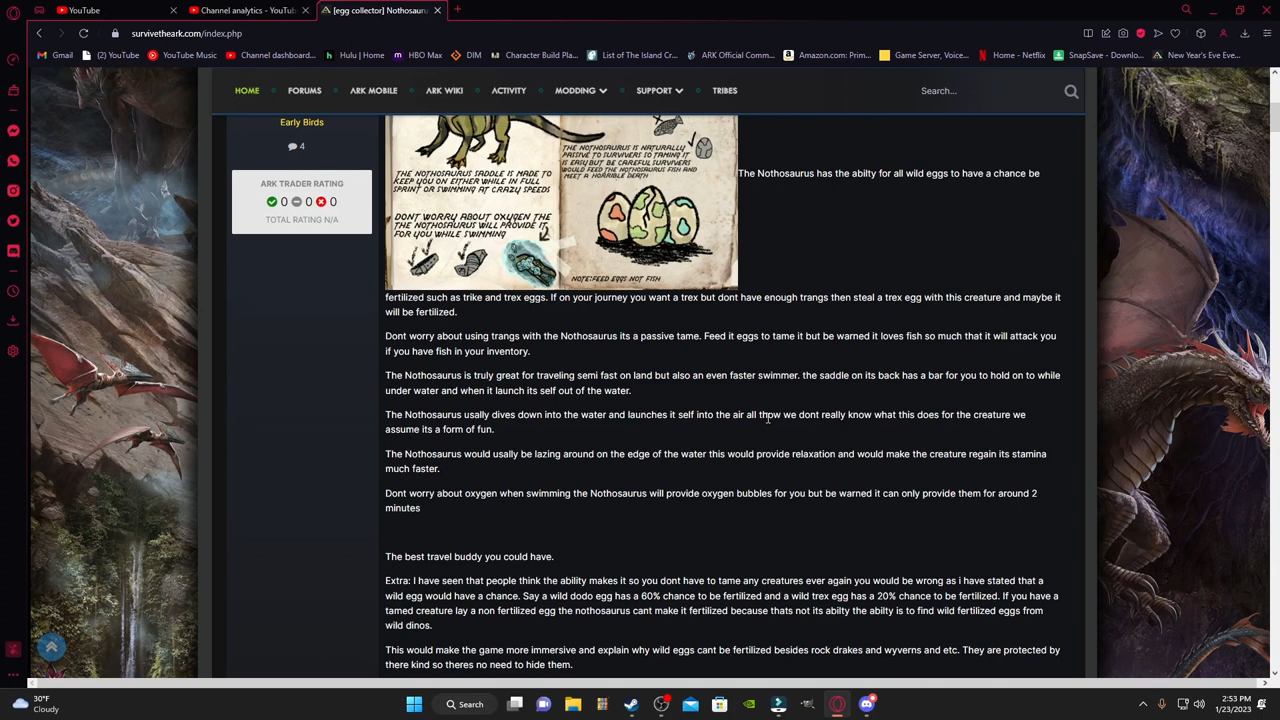 YouTube
Channel analytics - YouTub
[egg collector] Nothosauru
survivetheark.com/index.php
Gmail
(2) YouTube
YouTube Music
Channel dashboard...
Hulu | Home
HBO Max
DIM
Character Build Pla...
List of The Island Cr...
ARK Official Comm...
Amazon.com: Prim...
Game Server, Voice...
Home - Netflix
SnapSave - Downlo...
New Year's Eve Eve...
HOME
FORUMS
ARK MOBILE
ARK WIKI
ACTIVITY
MODDING
SUPPORT
TRIBES
Search...
Early Birds
4
ARK TRADER RATING
0 0 0
TOTAL RATING N/A
THE NOTHOSAURUS SADDLE IS MADE TO
KEEP YOU ON EITHER WHILE IN FULL
SPRINT OR SWIMMING AT CRAZY SPEEDS
DONT WORRY ABOUT OXYGEN THE
THE NOTHOSAURUS WILL PROVIDE IT
FOR YOU WHILE SWIMMING
THE NOTHOSAURUS IS NATURALLY
PASSIVE TO SURVIVERS SO TAMING IT
IS EASY BUT BE CAREFUL SURVIVERS
WOULD FEED THE NOTHOSAURUS FISH AND
MEET A HORRIBLE DEATH
NOTE:FEED EGGS NOT FISH
The Nothosaurus has the abilty for all wild eggs to have a chance be
fertilized such as trike and trex eggs. If on your journey you want a trex but dont have enough trangs then steal a trex egg with this creature and maybe it
will be fertilized.
Dont worry about using trangs with the Nothosaurus its a passive tame. Feed it eggs to tame it but be warned it loves fish so much that it will attack you
if you have fish in your inventory.
The Nothosaurus is truly great for traveling semi fast on land but also an even faster swimmer. the saddle on its back has a bar for you to hold on to while
under water and when it launch its self out of the water.
The Nothosaurus usally dives down into the water and launches it self into the air all thow we dont really know what this does for the creature we
assume its a form of fun.
The Nothosaurus would usally be lazing around on the edge of the water this would provide relaxation and would make the creature regain its stamina
much faster.
Dont worry about oxygen when swimming the Nothosaurus will provide oxygen bubbles for you but be warned it can only provide them for around 2
minutes
The best travel buddy you could have.
Extra: I have seen that people think the ability makes it so you dont have to tame any creatures ever again you would be wrong as i have stated that a
wild egg would have a chance. Say a wild dodo egg has a 60% chance to be fertilized and a wild trex egg has a 20% chance to be fertilized. If you have a
tamed creature lay a non fertilized egg the nothosaurus cant make it fertilized because thats not its abilty the abilty is to find wild fertilized eggs from
wild dinos.
This would make the game more immersive and explain why wild eggs cant be fertilized besides rock drakes and wyverns and etc. They are protected by
there kind so theres no need to hide them.
30°F
Cloudy
Search
2:53 PM
1/23/2023